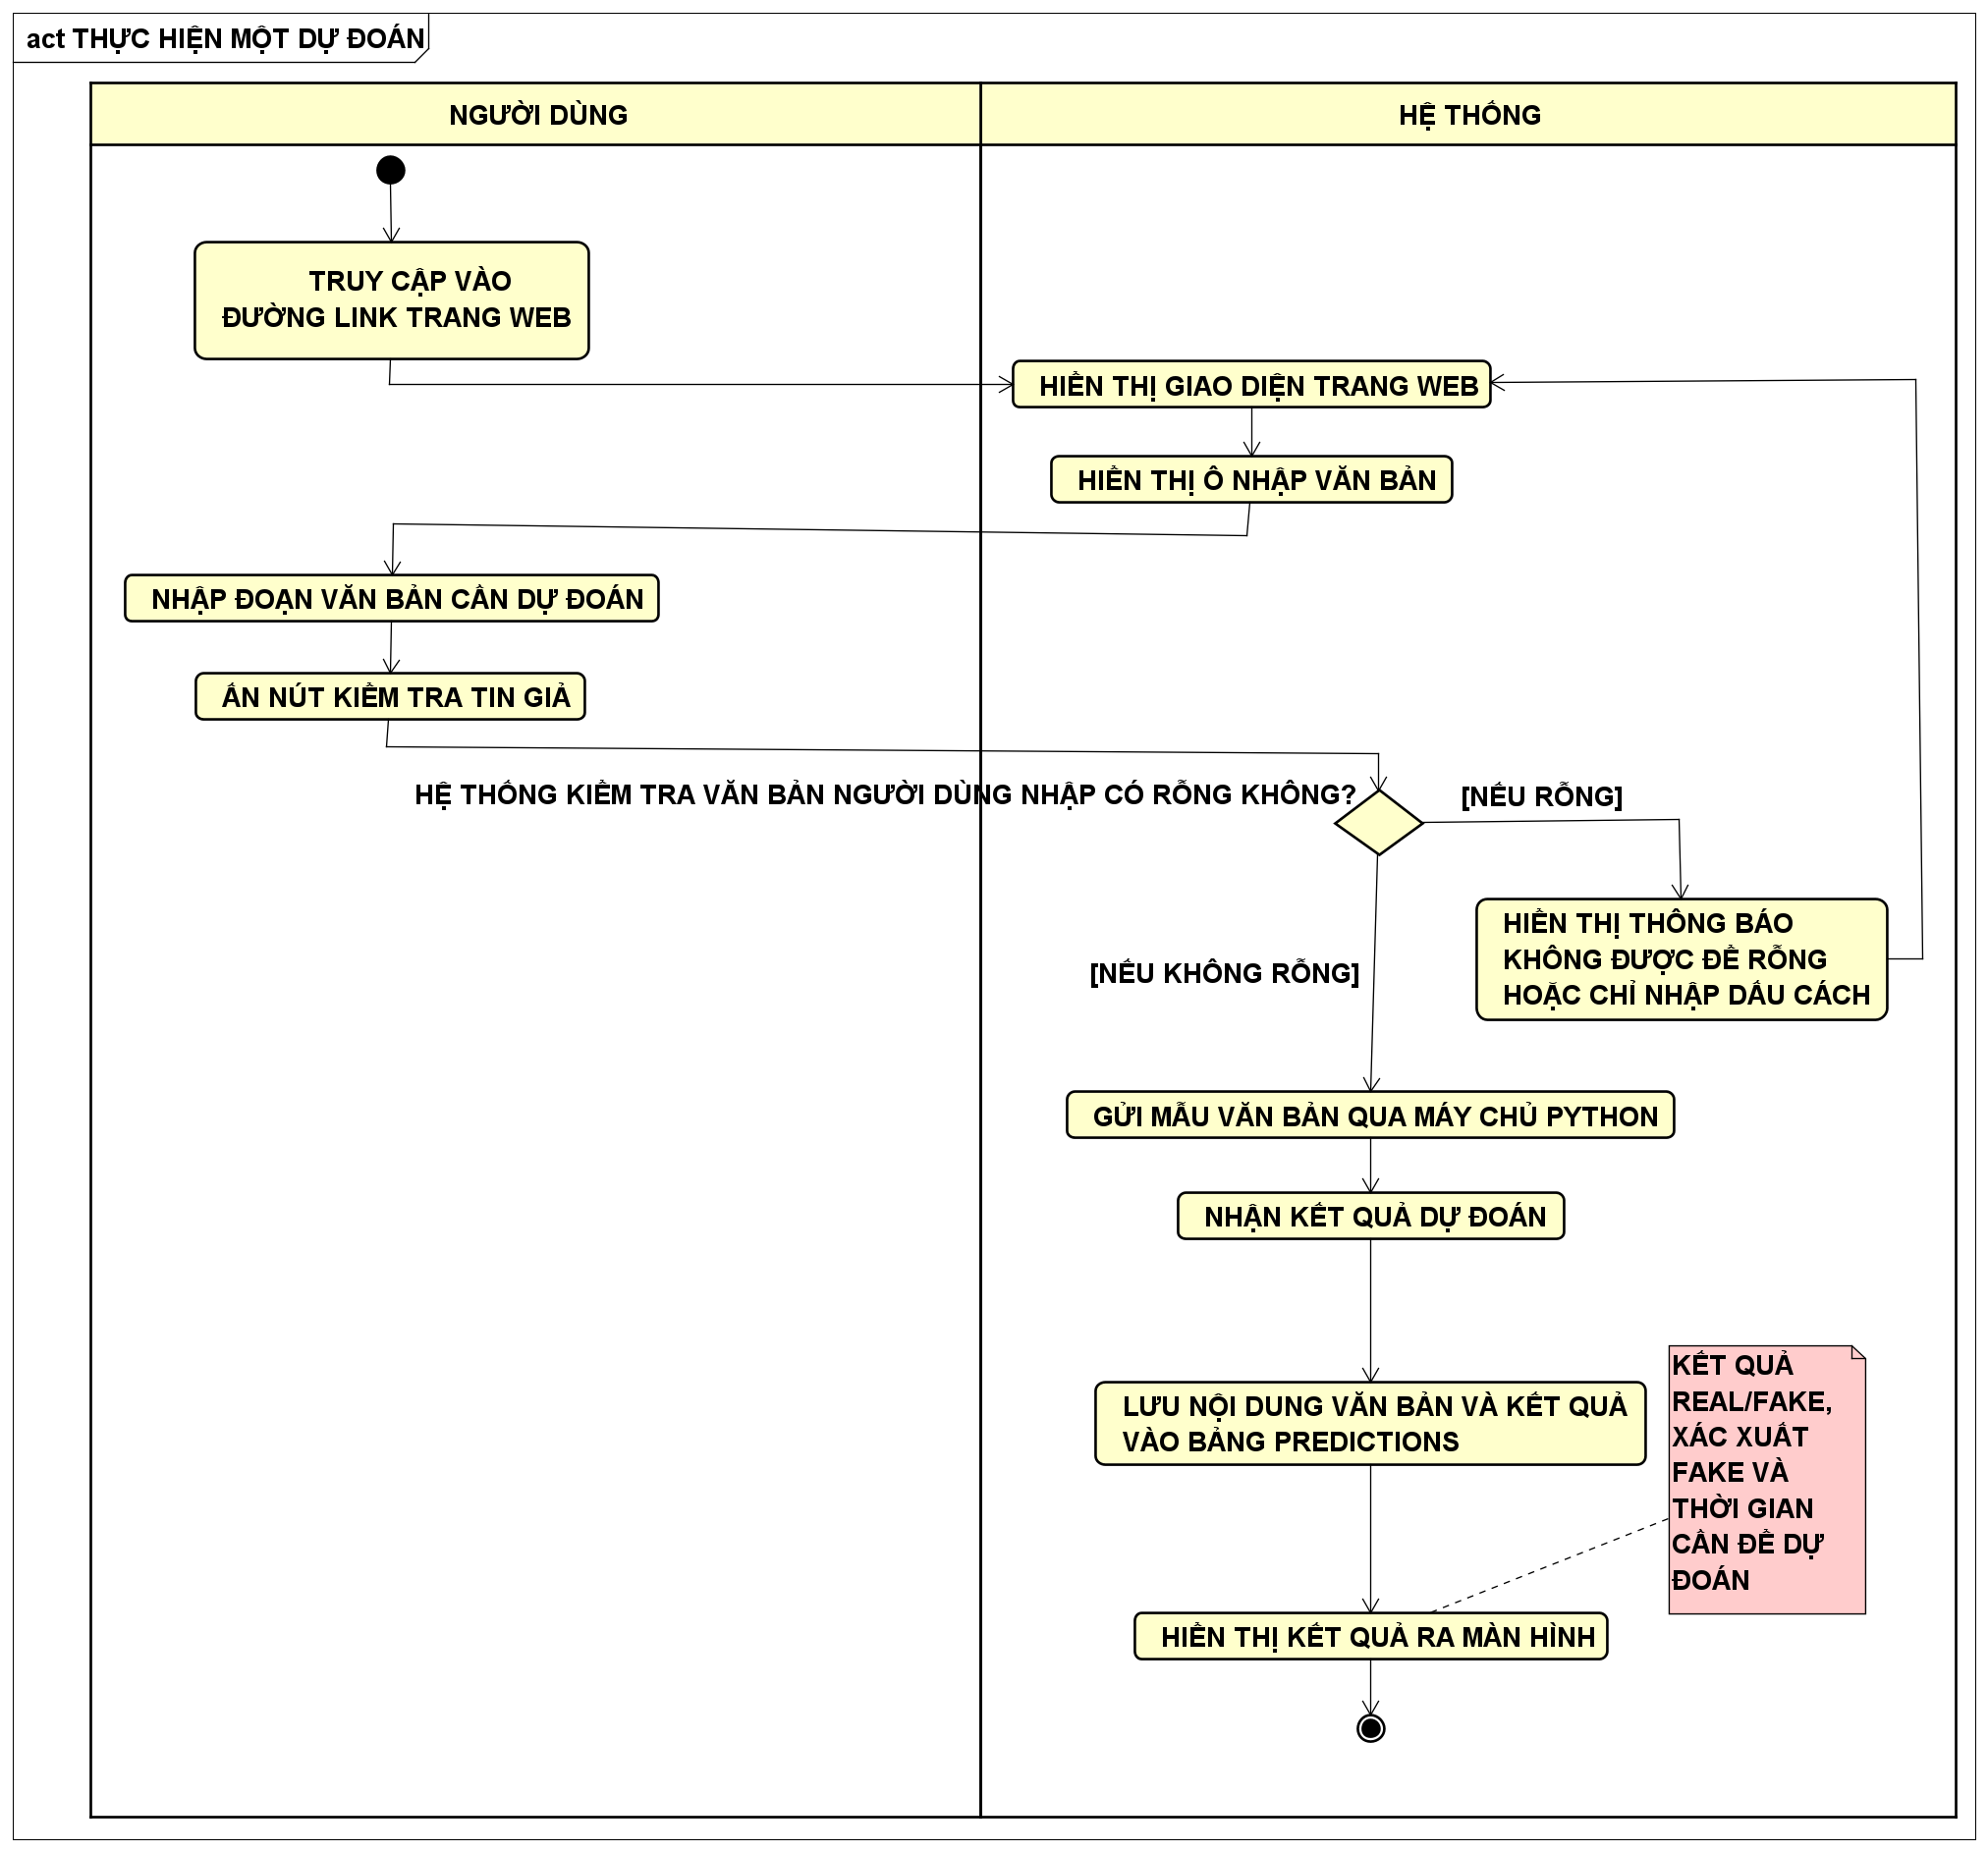 act THỰC HIỆN MỘT DỰ ĐOÁN
NGƯỜI DÙNG
HỆ THỐNG
TRUY CẬP VÀO
ĐƯỜNG LINK TRANG WEB
HIỂN THỊ GIAO DIỆN TRANG WEB
HIỂN THỊ Ô NHẬP VĂN BẢN
NHẬP ĐOẠN VĂN BẢN CẦN DỰ ĐOÁN
ẤN NÚT KIỂM TRA TIN GIẢ
HỆ THỐNG KIỂM TRA VĂN BẢN NGƯỜI DÙNG NHẬP CÓ RỖNG KHÔNG?
[NẾU RỖNG]
HIỂN THỊ THÔNG BÁO
KHÔNG ĐƯỢC ĐỂ RỖNG
HOẶC CHỈ NHẬP DẤU CÁCH
[NẾU KHÔNG RỖNG]
GỬI MẪU VĂN BẢN QUA MÁY CHỦ PYTHON
NHẬN KẾT QUẢ DỰ ĐOÁN
LƯU NỘI DUNG VĂN BẢN VÀ KẾT QUẢ
VÀO BẢNG PREDICTIONS
KẾT QUẢ
REAL/FAKE,
XÁC XUẤT
FAKE VÀ
THỜI GIAN
CẦN ĐỂ DỰ
ĐOÁN
HIỂN THỊ KẾT QUẢ RA MÀN HÌNH